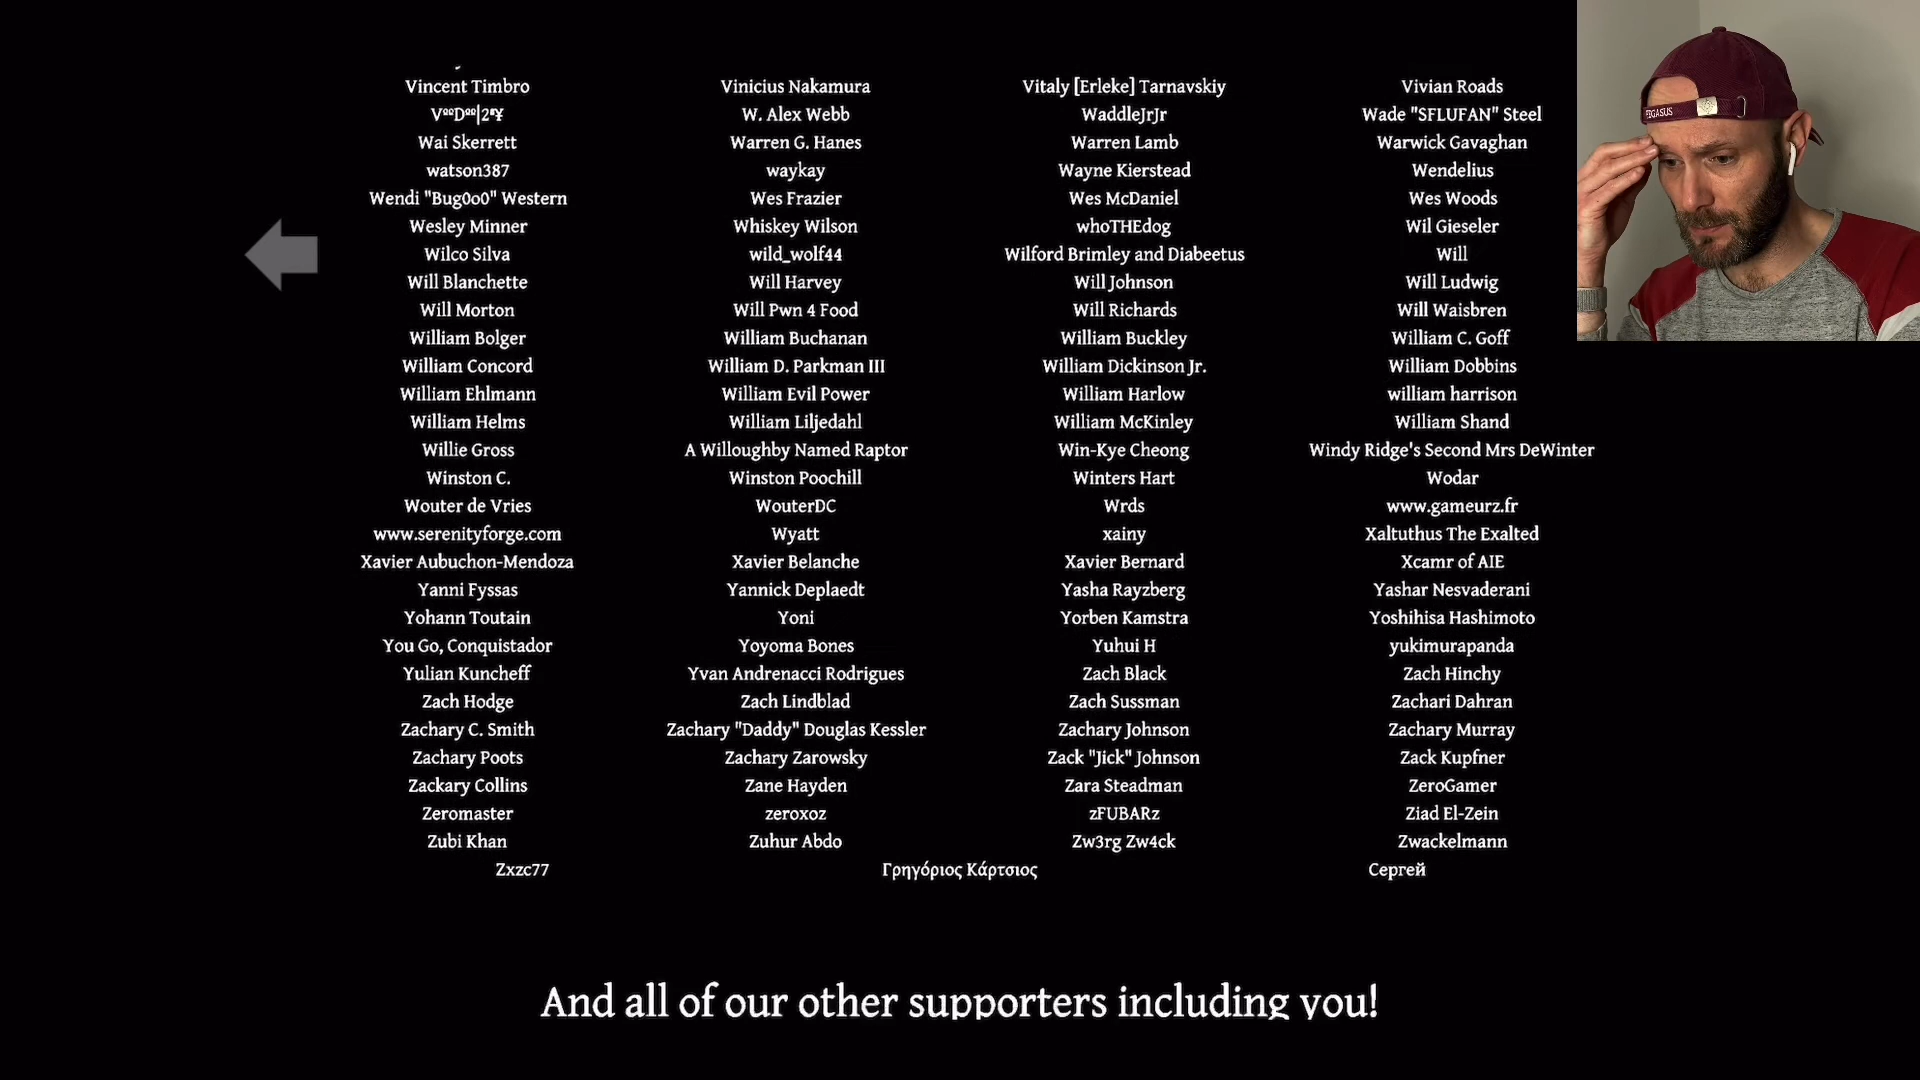 Vincent Timbro Vinicius Nakamura Vitaly [Erleke] Tarnavskiy Vivian Roads
W. Alex Webb WaddleJrJr Wade "SFLUFAN" Steel
Wai Skerrett Warren G. Hanes Warren Lamb Warwick Gavaghan
watson387 waykay Wayne Kierstead Wendelius
Wendi "Bug0o0" Western Wes Frazier Wes McDaniel Wes Woods
Wesley Minner Whiskey Wilson whoTHEdog Wil Gieseler
Wilco Silva wild_wolf44 Wilford Brimley and Diabeetus Will
Will Blanchette Will Harvey Will Johnson Will Ludwig
Will Morton Will Pwn 4 Food Will Richards Will Waisbren
William Bolger William Buchanan William Buckley William C. Goff
William Concord William D. Parkman III William Dickinson Jr. William Dobbins
William Ehlmann William Evil Power William Harlow william harrison
William Helms William Liljedahl William McKinley William Shand
Willie Gross A Willoughby Named Raptor Win-Kye Cheong Windy Ridge's Second Mrs DeWinter
Winston C. Winston Poochill Winters Hart Wodar
Wouter de Vries WouterDC Wrds www.gameurz.fr
www.serenityforge.com Wyatt xainy Xaltuthus The Exalted
Xavier Aubuchon-Mendoza Xavier Belanche Xavier Bernard Xcamr of AIE
Yanni Fyssas Yannick Deplaedt Yasha Rayzberg Yashar Nesvaderani
Yohann Toutain Yoni Yorben Kamstra Yoshihisa Hashimoto
You Go, Conquistador Yoyoma Bones Yuhui H yukimurapanda
Yulian Kuncheff Yvan Andrenacci Rodrigues Zach Black Zach Hinchy
Zach Hodge Zach Lindblad Zach Sussman Zachari Dahran
Zachary C. Smith Zachary "Daddy" Douglas Kessler Zachary Johnson Zachary Murray
Zachary Poots Zachary Zarowsky Zack "Jick" Johnson Zack Kupfner
Zackary Collins Zane Hayden Zara Steadman ZeroGamer
Zeromaster zeroxoz zFUBARz Ziad El-Zein
Zubi Khan Zuhur Abdo Zw3rg Zw4ck Zwackelmann
Zxzc77 Γρηγόριος Κάρτσιος Сергей
And all of our other supporters including you!